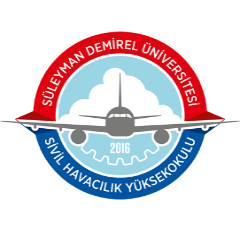 SÜLEYMAN DEMİREL ÜNİVERSİTESİ
2016
SİVİL HAVACILIK YÜKSEKOKULU